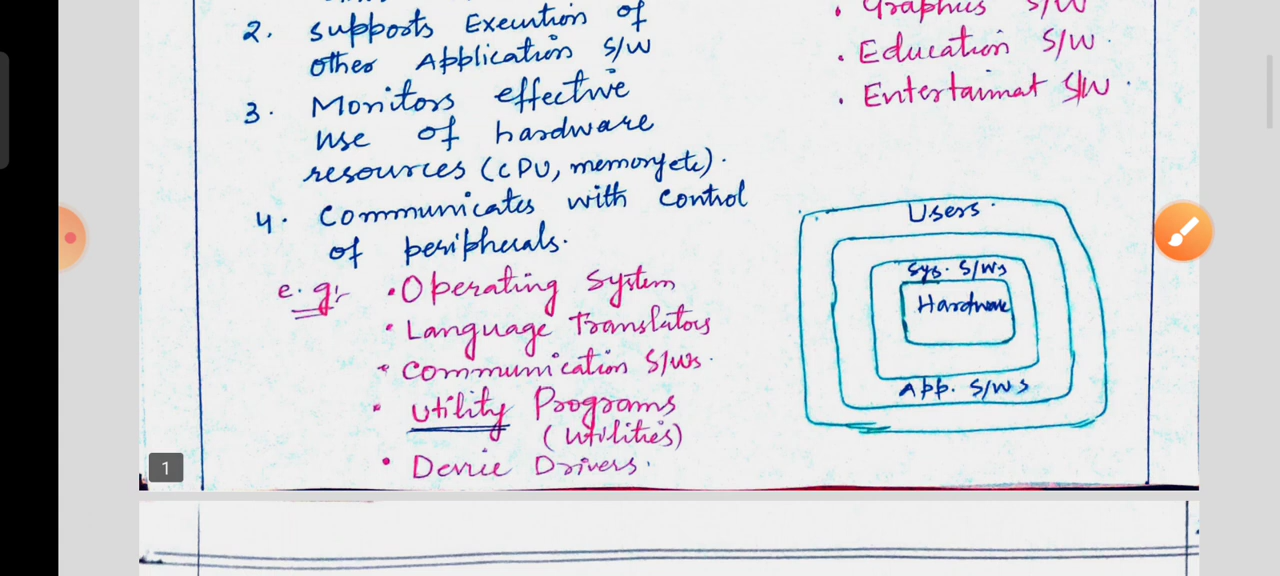 2. supports Execution of
other Application S/W
3. Monitors effective
use of hardware
resources (CPU, memory etc).
4. Communicates with control
of peripherals.
e.g:- • Operating System
• Language Translators
• Communication S/Ws.
• Utility Programs
(Utilities)
• Device Drivers.
1
• Graphics S/W
• Education S/W.
• Entertainmat S/W.
Users.
Sys. S/Ws
Hardware
App. S/Ws